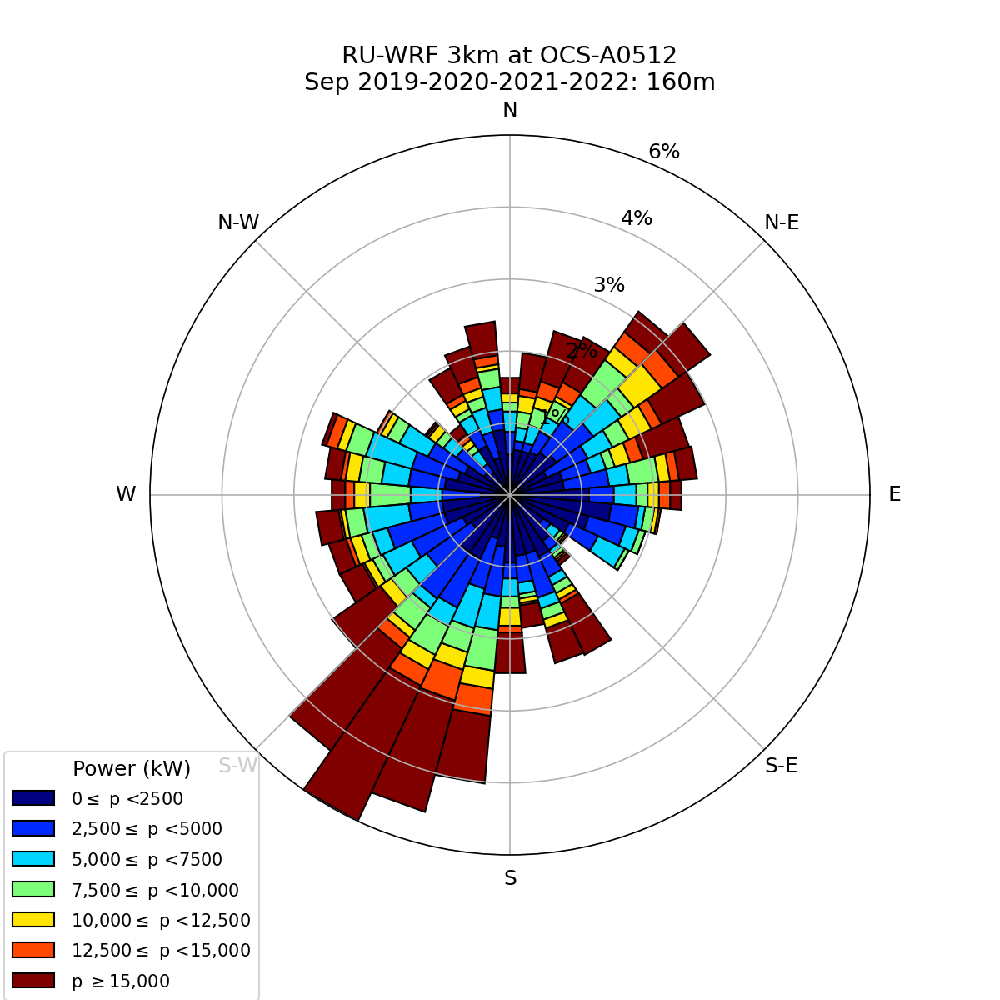 RU-WRF 3km at OCS-A0512
Sep 2019-2020-2021-2022: 160m
N
6%
N-W
4%
N-E
3%
2%
1%
W
E
S-W
S-E
S
Power (kW)
0≤ p <2500
2,500≤ p <5000
5,000≤ p <7500
7,500≤ p <10,000
10,000≤ p <12,500
12,500≤ p <15,000
p ≥15,000